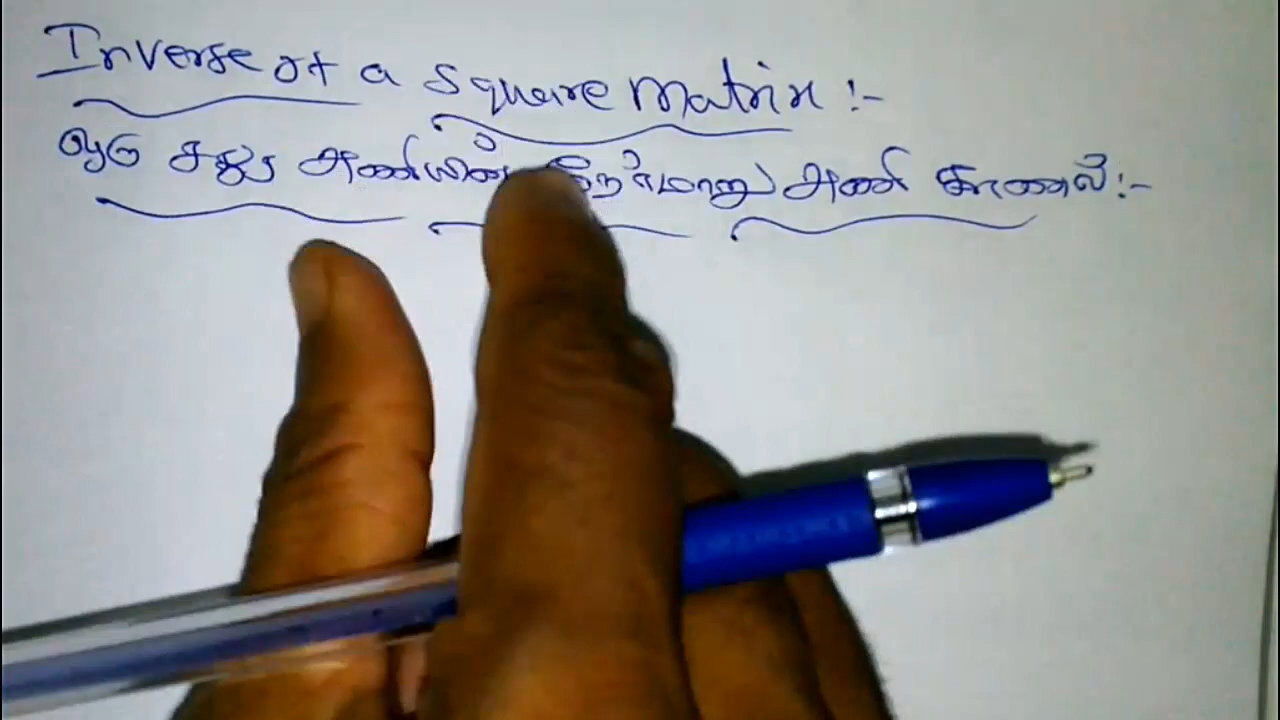 Inverse of a square matrix :-
ஒரு சதுர அணியின் நேர்மாறு அணி காணல் :-